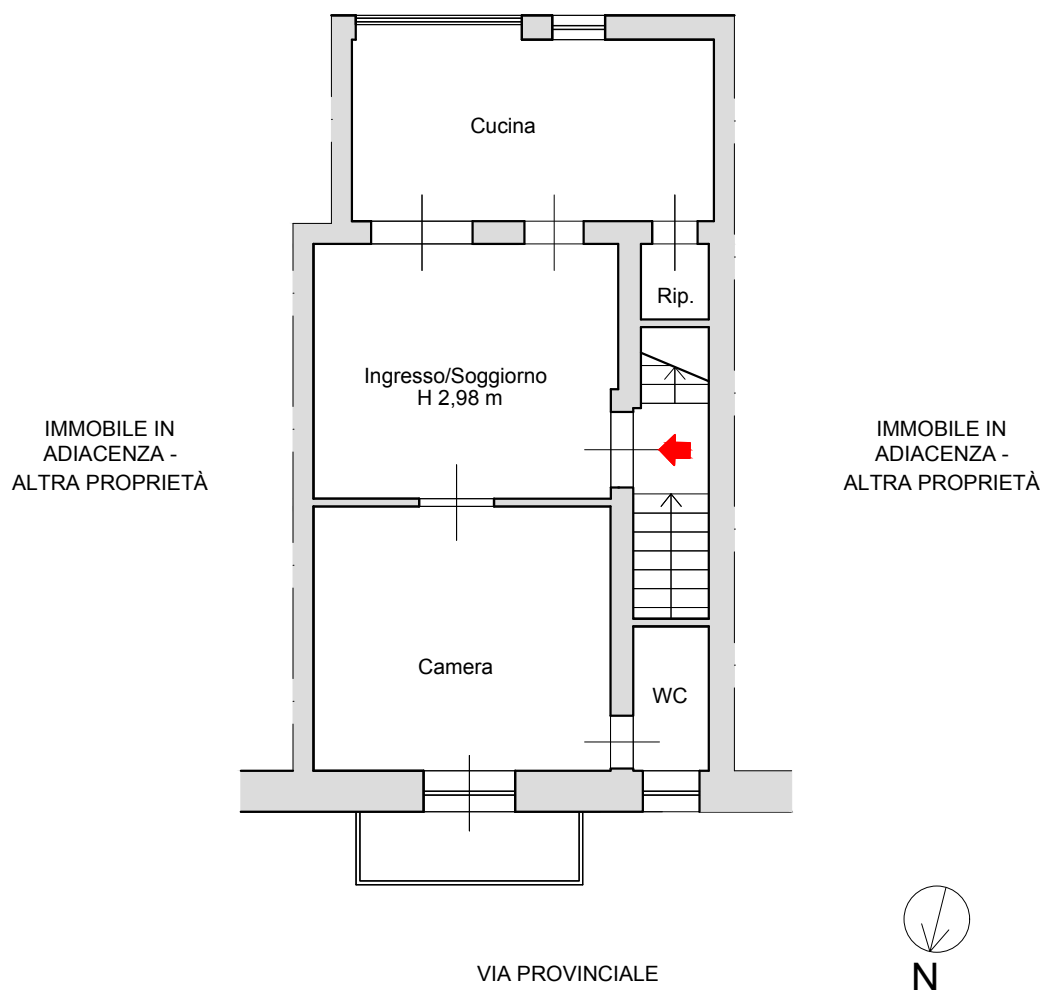 Cucina
Rip.
Ingresso/Soggiorno
H 2,98 m
IMMOBILE IN
ADIACENZA -
ALTRA PROPRIETÀ
IMMOBILE IN
ADIACENZA -
ALTRA PROPRIETÀ
Camera
WC
VIA PROVINCIALE
N